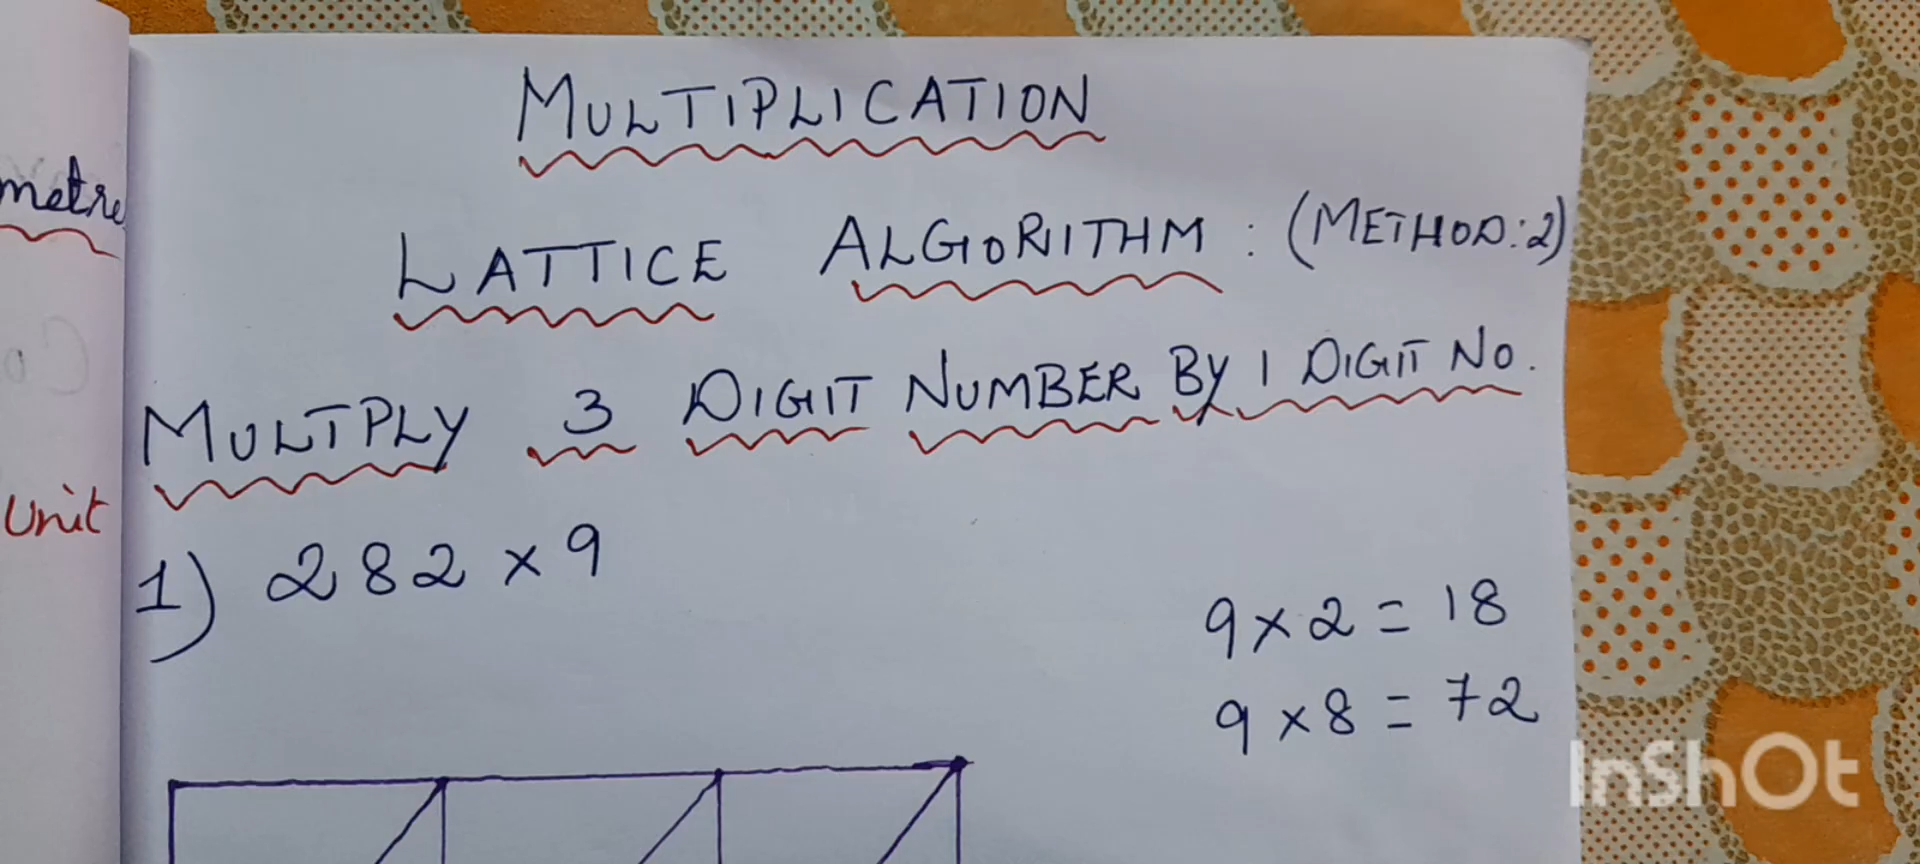 MULTIPLICATION
LATTICE ALGORITHM : (METHOD:2)
MULTPLY 3 DIGIT NUMBER BY 1 DIGIT NO.
1) 282 × 9
9 × 2 = 18
9 × 8 = 72
metre
Unit
InShOt